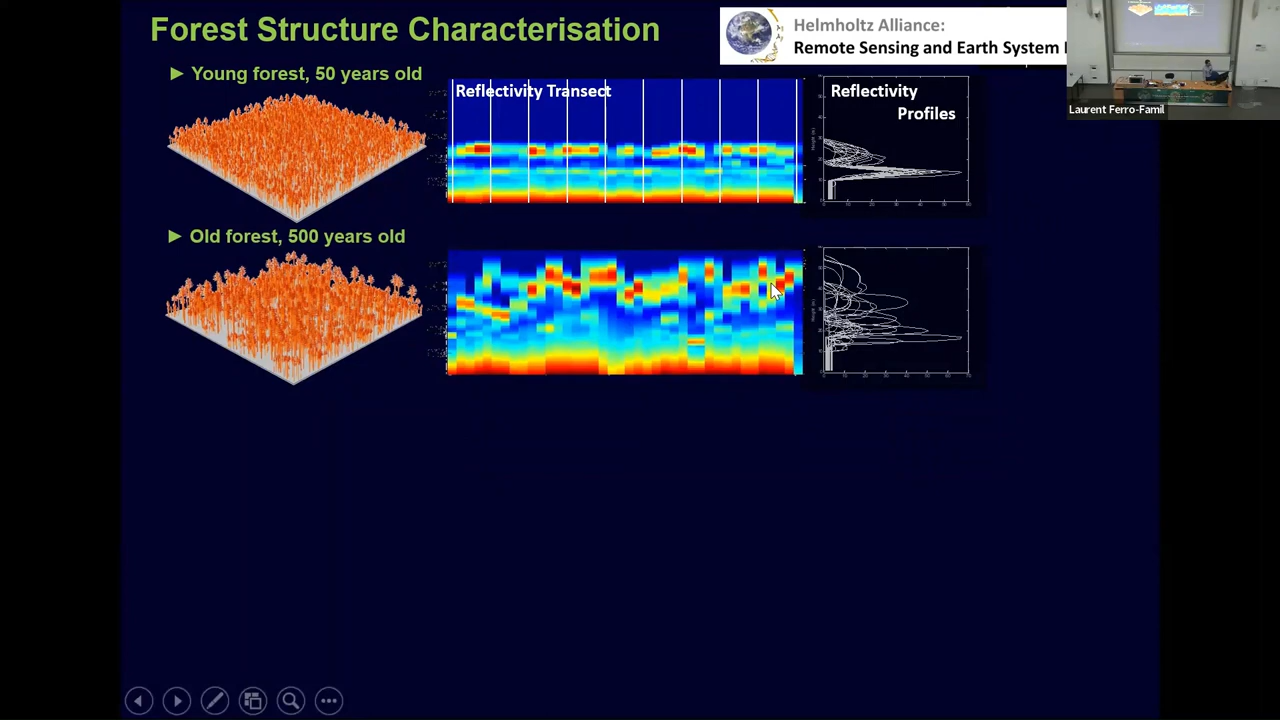 Forest Structure Characterisation
Helmholtz Alliance:
Remote Sensing and Earth System
► Young forest, 50 years old
Reflectivity Transect
Reflectivity
Profiles
Laurent Ferro-Famil
► Old forest, 500 years old